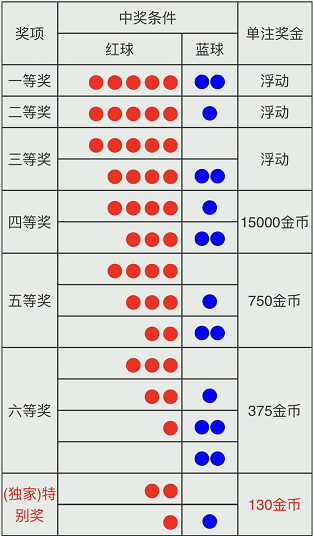 奖项
中奖条件
单注奖金
红球
蓝球
一等奖
浮动
二等奖
浮动
三等奖
浮动
四等奖
15000金币
五等奖
750金币
六等奖
375金币
(独家)特
别奖
130金币